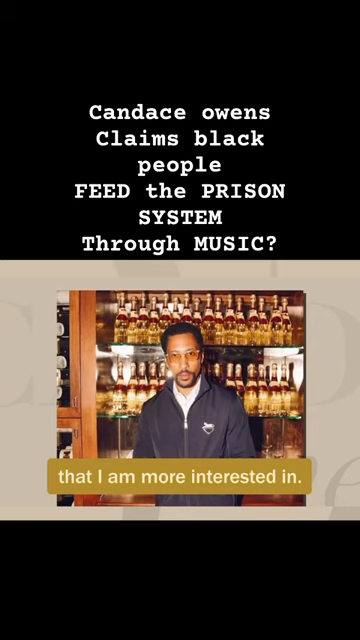 Candace owens
Claims black
people
FEED the PRISON
SYSTEM
Through MUSIC?
that I am more interested in.